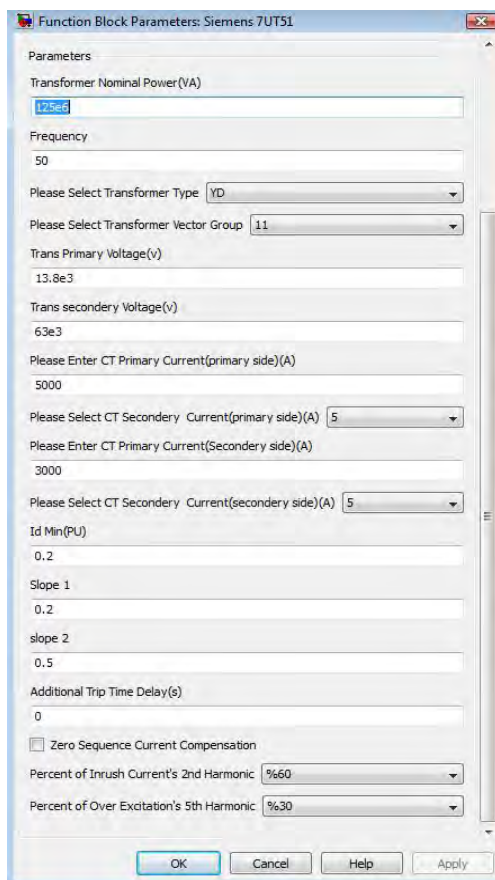 Function Block Parameters: Siemens 7UT51
Parameters
Transformer Nominal Power(VA)
125e6
Frequency
50
Please Select Transformer Type YD
Please Select Transformer Vector Group 11
Trans Primary Voltage(v)
13.8e3
Trans secondery Voltage(v)
63e3
Please Enter CT Primary Current(primary side)(A)
5000
Please Select CT Secondery Current(primary side)(A) 5
Please Enter CT Primary Current(Secondery side)(A)
3000
Please Select CT Secondery Current(secondery side)(A) 5
Id Min(PU)
0.2
Slope 1
0.2
slope 2
0.5
Additional Trip Time Delay(s)
0
Zero Sequence Current Compensation
Percent of Inrush Current's 2nd Harmonic %60
Percent of Over Excitation's 5th Harmonic %30
OK Cancel Help Apply